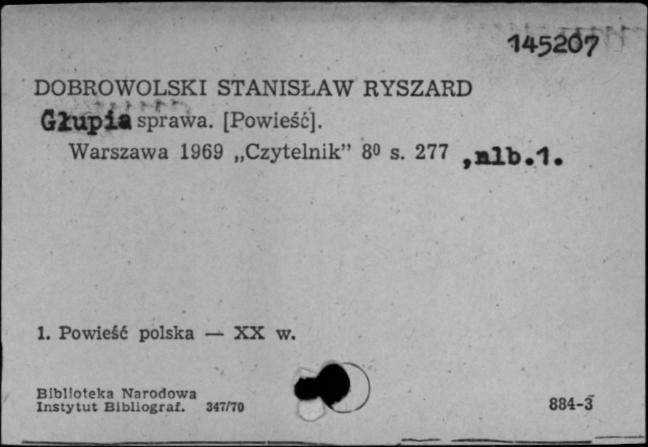 145207
DOBROWOLSKI STANISŁAW RYSZARD
Głupia sprawa. [Powieść].
Warszawa 1969 „Czytelnik” 8⁰ s. 277 ,nlb.1.
1. Powieść polska — XX w.
Biblioteka Narodowa
Instytut Bibliograf. 347/70 884-3